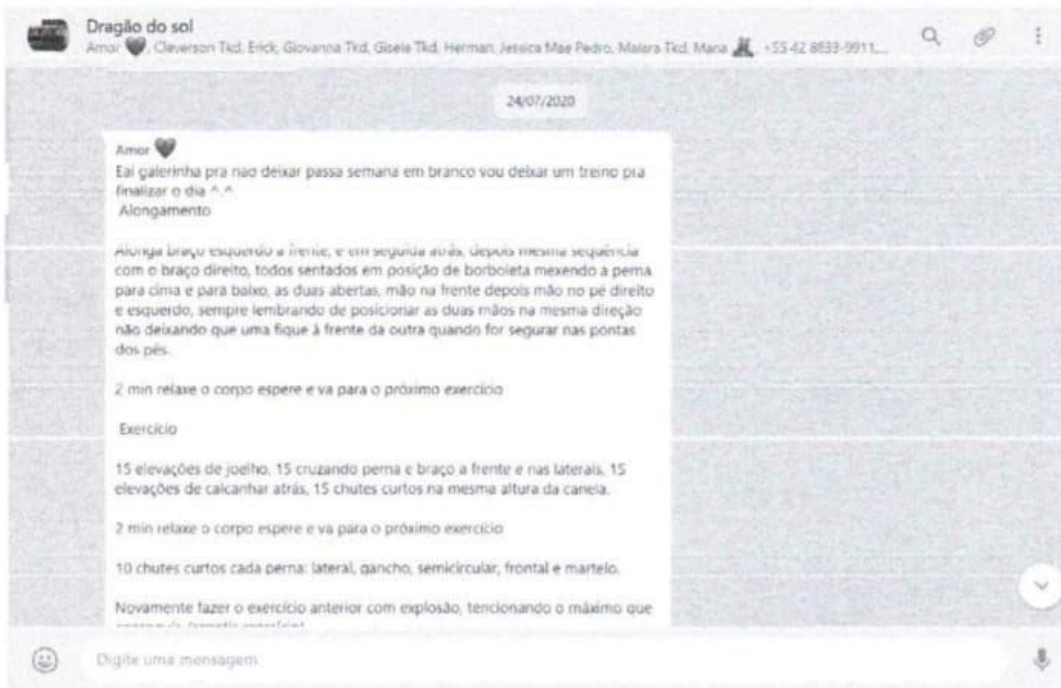 Dragão do sol
Amor 🖤, Cleverson Tkd, Erick, Giovanna Tkd, Gisela Tkd, Herman, Jessica Mae Pedro, Maiara Tkd, Maria, +55 42 8633-9911,...
24/07/2020
Amor 🖤
Eai galerinha pra não deixar passa semana em branco vou deixar um treino pra
finalizar o dia ^.^
Alongamento
Alonga braço esquerdo a frente, e em seguida atrás, depois mesma sequência
com o braço direito, todos sentados em posição de borboleta mexendo a perna
para cima e para baixo, as duas abertas, mão na frente depois mão no pé direito
e esquerdo, sempre lembrando de posicionar as duas mãos na mesma direção
não deixando que uma fique à frente da outra quando for segurar nas pontas
dos pés.
2 min relaxe o corpo espere e va para o próximo exercício
Exercício
15 elevações de joelho, 15 cruzando perna e braço a frente e nas laterais, 15
elevações de calcanhar atrás, 15 chutes curtos na mesma altura da canela.
2 min relaxe o corpo espere e va para o próximo exercício
10 chutes curtos cada perna: lateral, gancho, semicircular, frontal e martelo.
Novamente fazer o exercício anterior com explosão, tencionando o máximo que
Digite uma mensagem